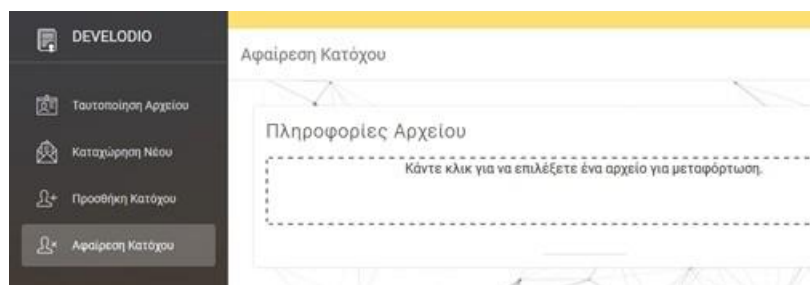 DEVELODIO
Ταυτοποίηση Αρχείου
Καταχώρηση Νέου
Προσθήκη Κατόχου
Αφαίρεση Κατόχου
Αφαίρεση Κατόχου
Πληροφορίες Αρχείου
Κάντε κλικ για να επιλέξετε ένα αρχείο για μεταφόρτωση.